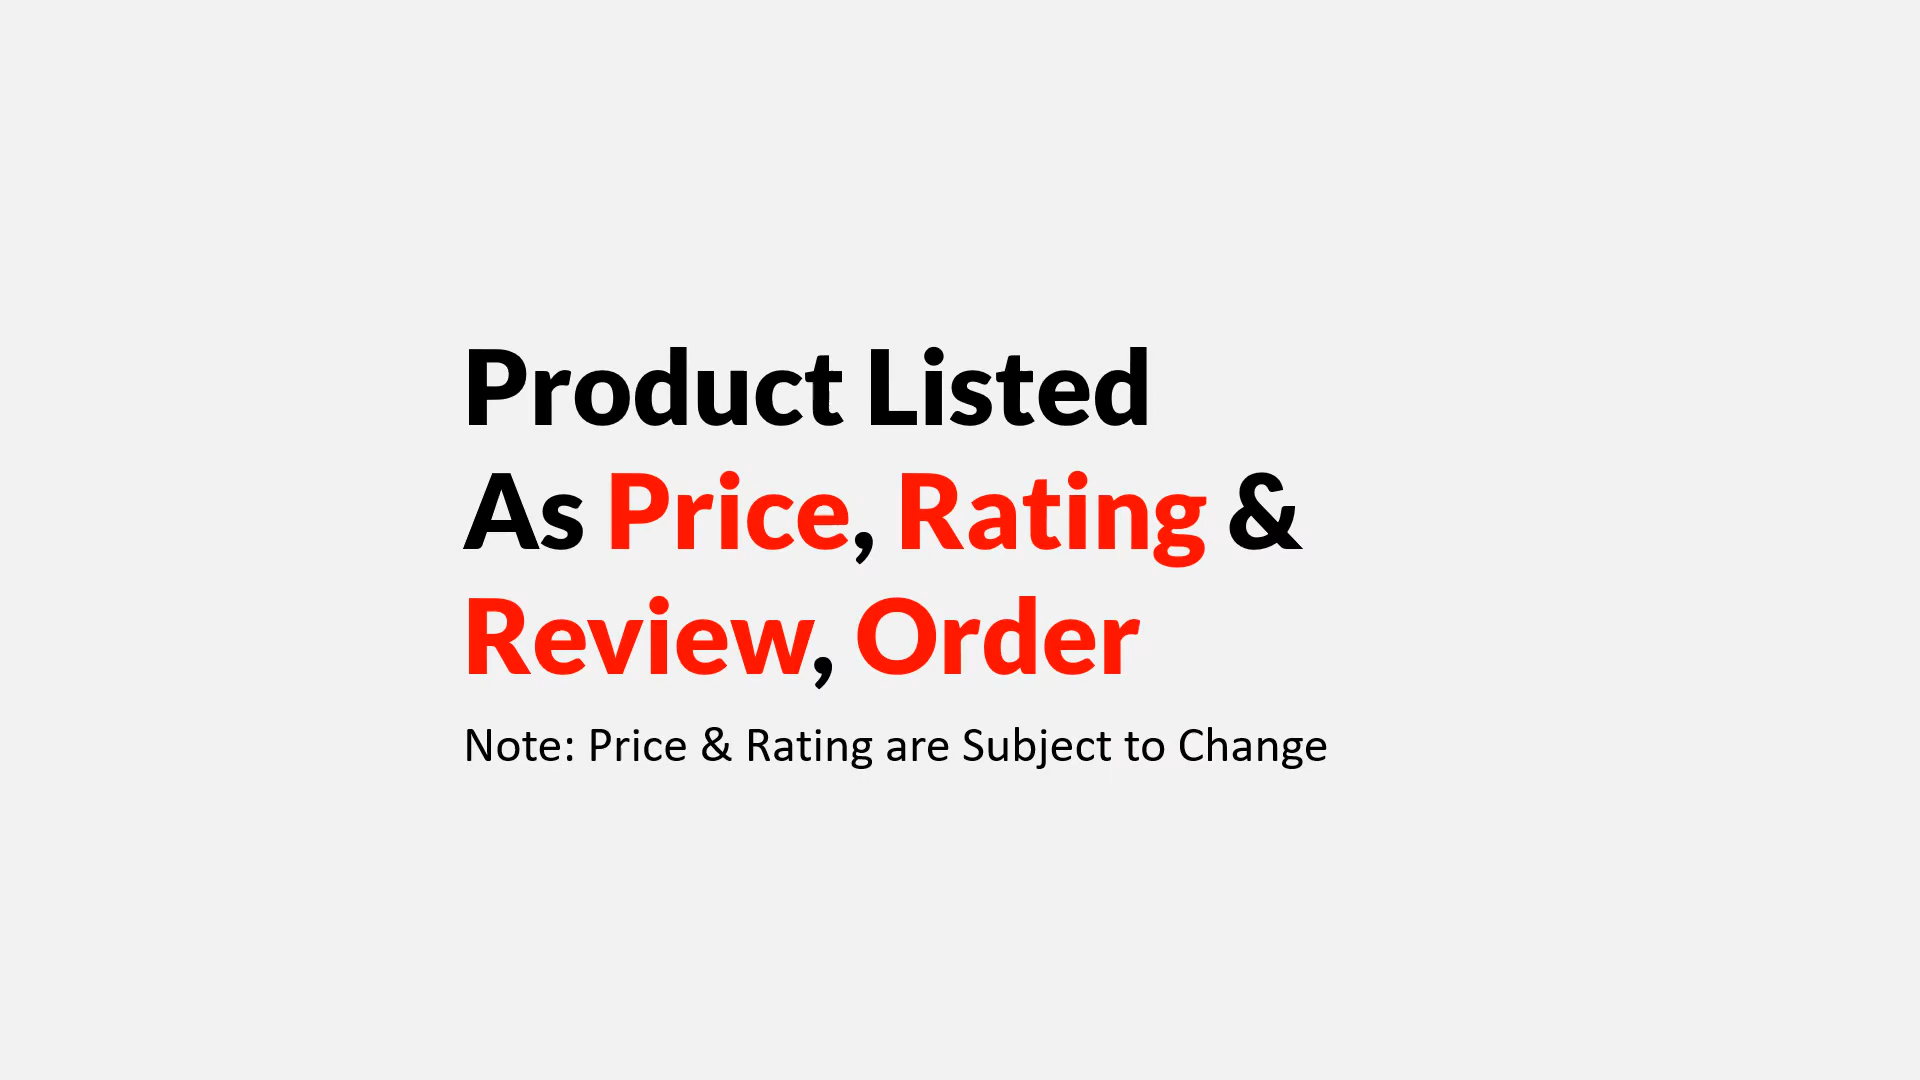 Product Listed
As Price, Rating &
Review, Order
Note: Price & Rating are Subject to Change